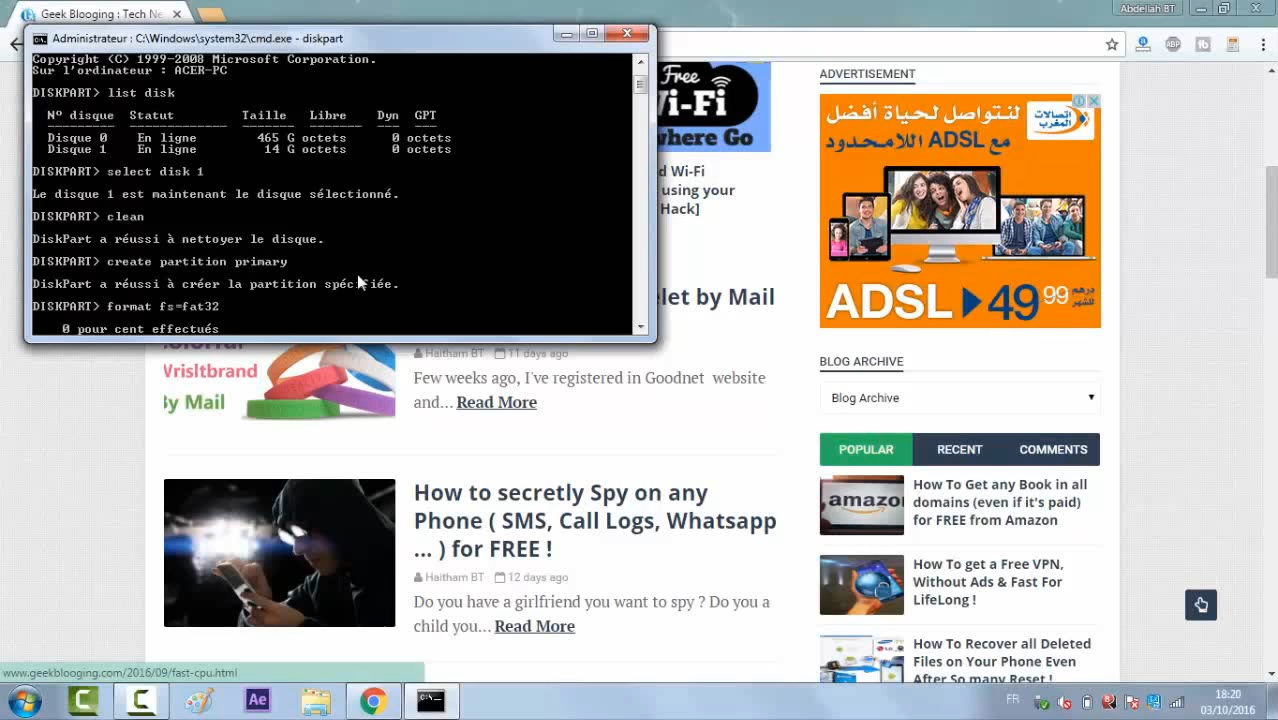 Geek Blooging : Tech Ne
Abdellah BT
Administrateur : C:\Windows\system32\cmd.exe - diskpart
Copyright (C) 1999-2008 Microsoft Corporation.
Sur l'ordinateur : ACER-PC
DISKPART> list disk
N° disque Statut Taille Libre Dyn GPT
Disque 0 En ligne 465 G octets 0 octets
Disque 1 En ligne 14 G octets 0 octets
DISKPART> select disk 1
Le disque 1 est maintenant le disque sélectionné.
DISKPART> clean
DiskPart a réussi à nettoyer le disque.
DISKPART> create partition primary
DiskPart a réussi à créer la partition spécifiée.
DISKPART> format fs=fat32
0 pour cent effectués
Free
Wi-Fi
where Go
d Wi-Fi
using your
Hack]
elet by Mail
Haitham BT 11 days ago
Colorful
Wrisltbrand
By Mail
Few weeks ago, I've registered in Goodnet website
and... Read More
How to secretly Spy on any
Phone ( SMS, Call Logs, Whatsapp
... ) for FREE !
Haitham BT 12 days ago
Do you have a girlfriend you want to spy ? Do you a
child you... Read More
ADVERTISEMENT
لنتواصل لحياة أفضل
اتصالات المغرب
مع ADSL اللامحدود
ADSL 49 99 درهم
للشهر
BLOG ARCHIVE
Blog Archive
POPULAR RECENT COMMENTS
amazon
How To Get any Book in all
domains (even if it's paid)
for FREE from Amazon
How To get a Free VPN,
Without Ads & Fast For
LifeLong !
How To Recover all Deleted
Files on Your Phone Even
After So many Reset !
www.geekblooging.com/2016/09/fast-cpu.html
Ae
FR
18:20
03/10/2016